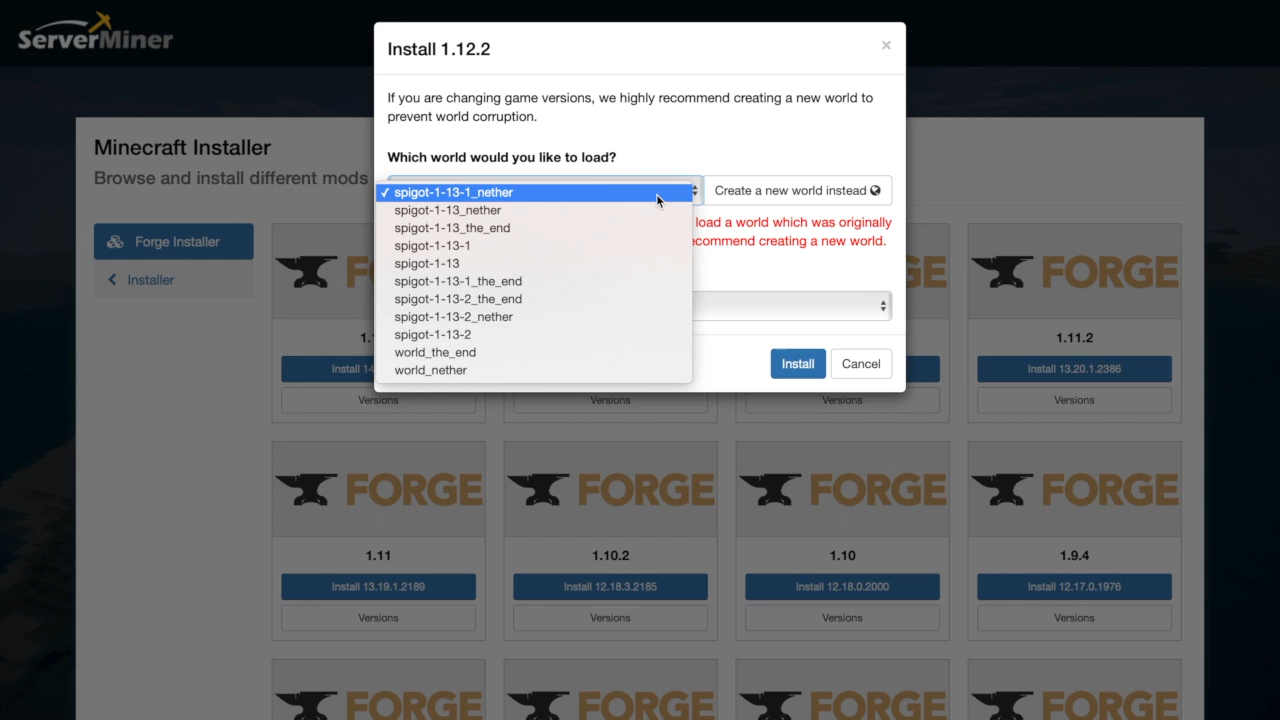 ServerMiner
Install 1.12.2
×
If you are changing game versions, we highly recommend creating a new world to
prevent world corruption.
Which world would you like to load?
✓ spigot-1-13-1_nether
spigot-1-13_nether
spigot-1-13_the_end
spigot-1-13-1
spigot-1-13
spigot-1-13-1_the_end
spigot-1-13-2_the_end
spigot-1-13-2_nether
spigot-1-13-2
world_the_end
world_nether
Create a new world instead
load a world which was originally
ecommend creating a new world.
Install
Cancel
Minecraft Installer
Browse and install different mods
Forge Installer
Installer
FO
GE
FORGE
1.1
1.11.2
Install 14
Install 13.20.1.2386
Versions
Versions
Versions
Versions
FORGE
FORGE
FORGE
FORGE
1.11
1.10.2
1.10
1.9.4
Install 13.19.1.2189
Install 12.18.3.2185
Install 12.18.0.2000
Install 12.17.0.1976
Versions
Versions
Versions
Versions
FORGE
FORGE
FORGE
FORGE